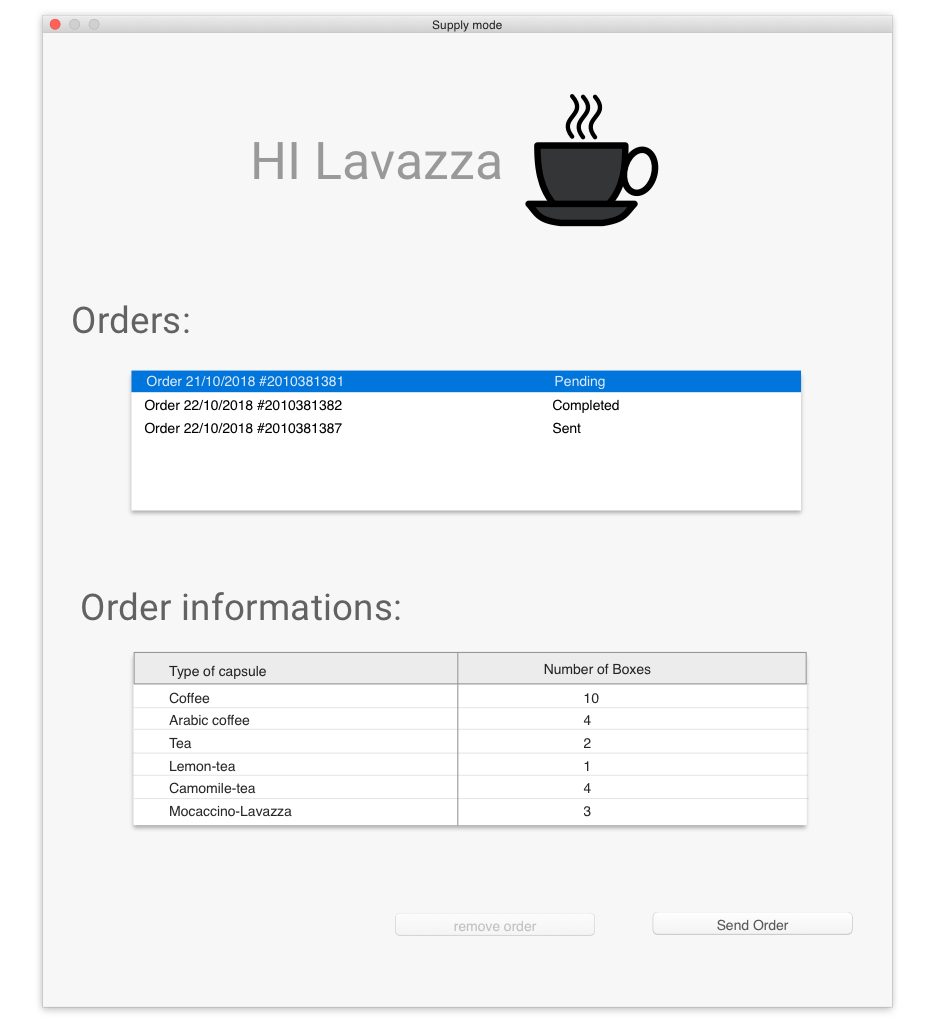 Supply mode
HI Lavazza
Orders:
Order 21/10/2018 #2010381381 Pending
Order 22/10/2018 #2010381382 Completed
Order 22/10/2018 #2010381387 Sent
Order informations:
Type of capsule Number of Boxes
Coffee 10
Arabic coffee 4
Tea 2
Lemon-tea 1
Camomile-tea 4
Mocaccino-Lavazza 3
remove order Send Order